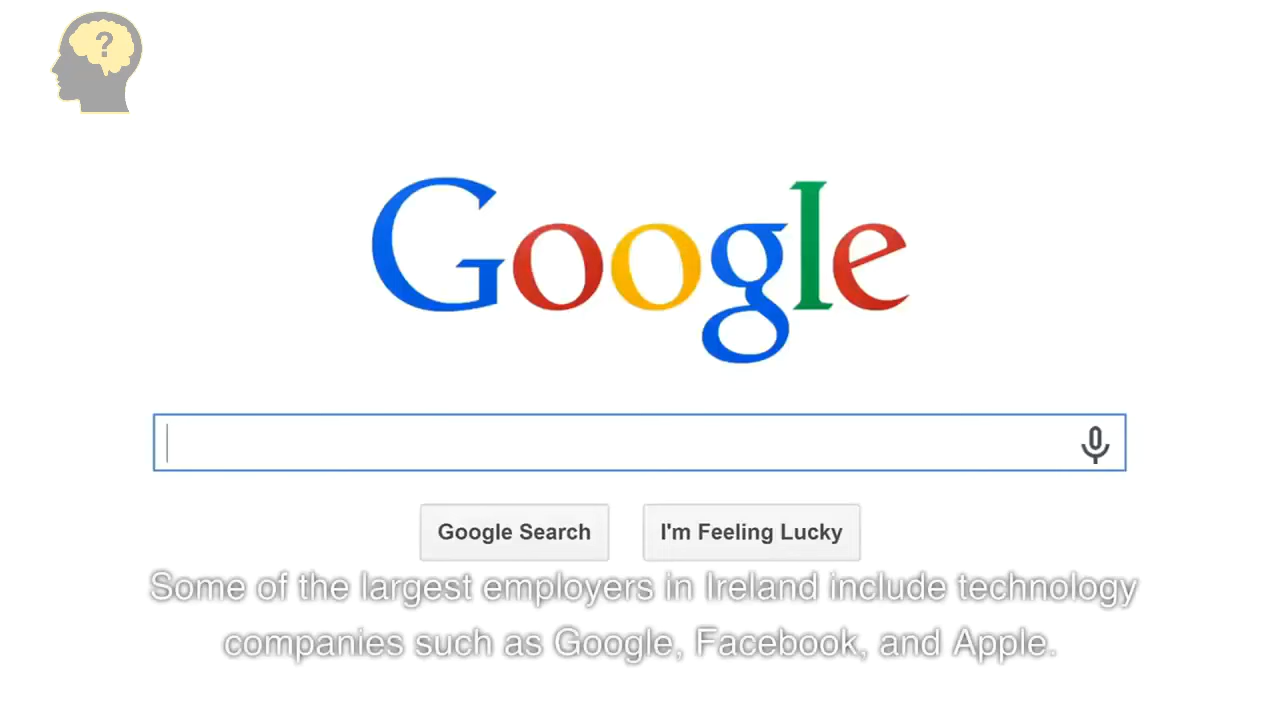 ?
Google
Google Search
I'm Feeling Lucky
Some of the largest employers in Ireland include technology
companies such as Google, Facebook, and Apple.